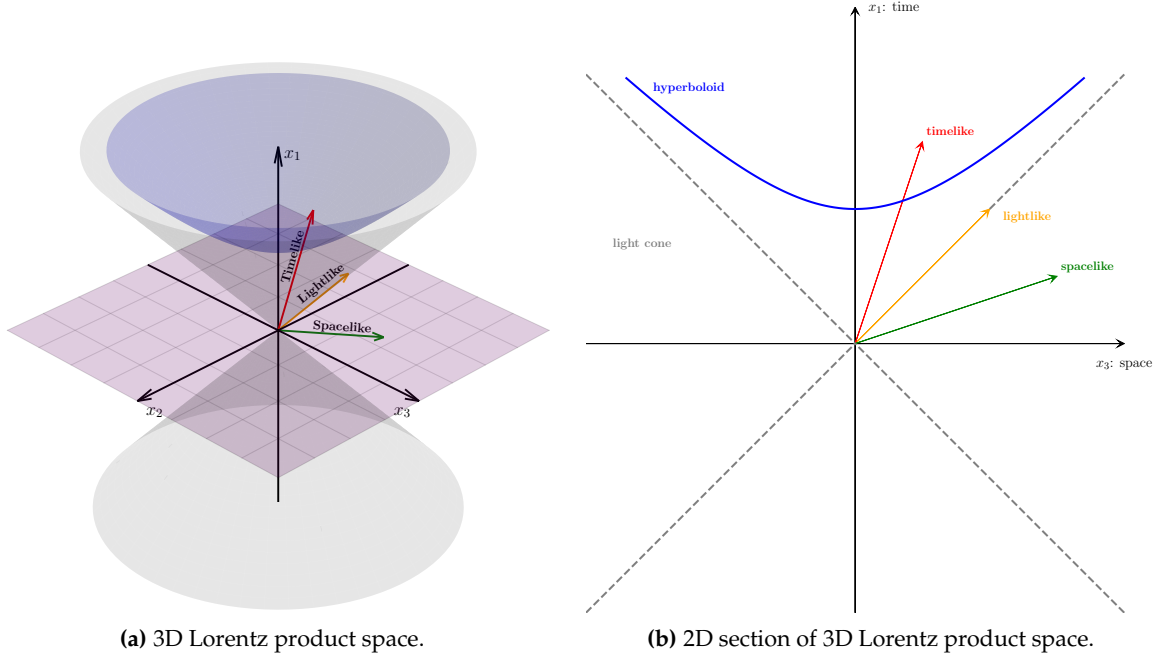 x₁
Timelike
Lightlike
Spacelike
x₂
x₃
(a) 3D Lorentz product space.
x₁: time
hyperboloid
timelike
lightlike
light cone
spacelike
x₃: space
(b) 2D section of 3D Lorentz product space.